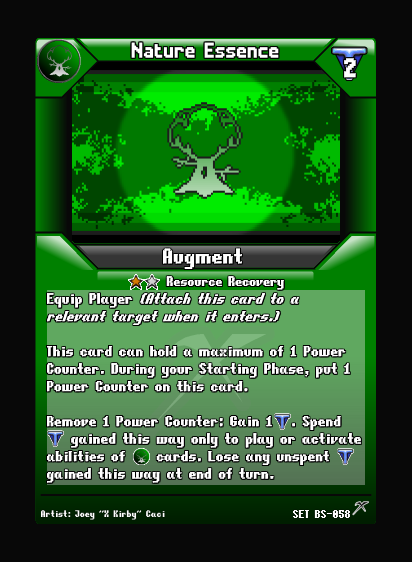 Nature Essence
2
Augment
Resource Recovery
Equip Player (Attach this card to a
relevant target when it enters.)
This card can hold a maximum of 1 Power
Counter. During your Starting Phase, put 1
Power Counter on this card.
Remove 1 Power Counter: Gain 1. Spend
gained this way only to play or activate
abilities of cards. Lose any unspent
gained this way at end of turn.
Artist: Joey "X Kirby" Caci
SET BS-058